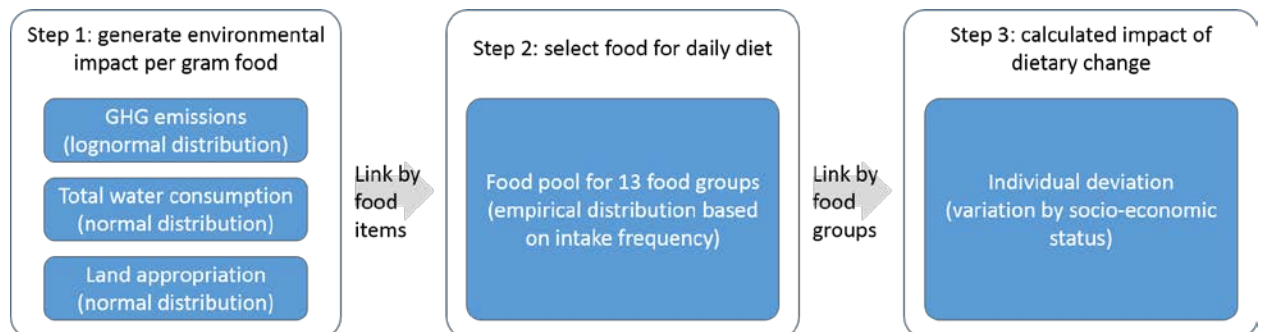 Step 1: generate environmental
impact per gram food
GHG emissions
(lognormal distribution)
Total water consumption
(normal distribution)
Land appropriation
(normal distribution)
Link by
food
items
Step 2: select food for daily diet
Food pool for 13 food groups
(empirical distribution based
on intake frequency)
Link by
food
groups
Step 3: calculated impact of
dietary change
Individual deviation
(variation by socio-economic
status)